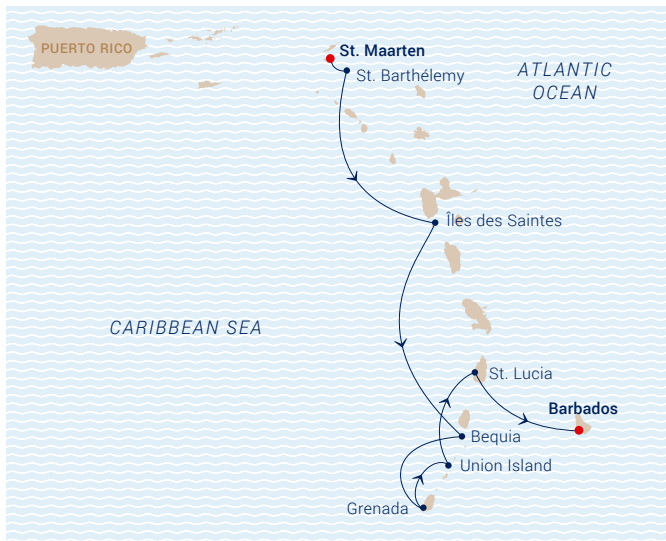 PUERTO RICO
St. Maarten
St. Barthélemy
ATLANTIC
OCEAN
Îles des Saintes
CARIBBEAN SEA
St. Lucia
Barbados
Bequia
Union Island
Grenada